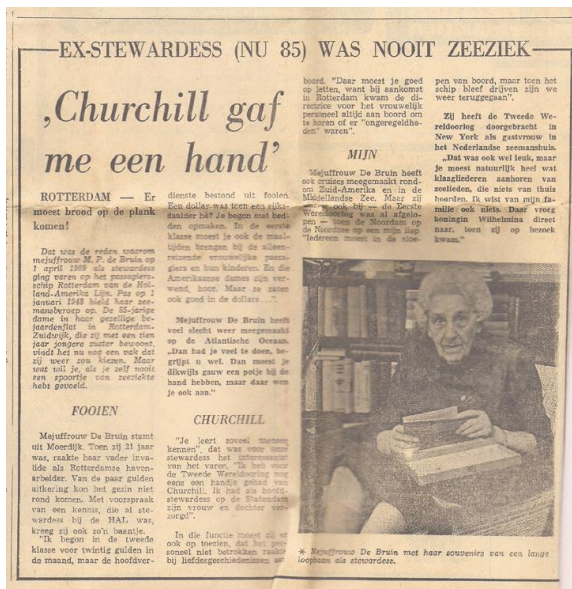 EX-STEWARDESS (NU 85) WAS NOOIT ZEEZIEK
‚Churchill gaf
me een hand’
ROTTERDAM — Er
moest brood op de plank
komen!
Dat was de reden waarom
mejuffrouw M. P. de Bruin op
1 april 1909 als stewardess
ging varen op het passagiers-
schip Rotterdam van de Hol-
land-Amerika Lijn. Pas op 1
januari 1948 hield haar zee-
mansberoep op. De 85-jarige
dame in haar gezellige be-
jaardenflat in Rotterdam-
Zuidwijk, die zij met een tien
jaar jongere zuster bewoont,
vindt het nu nog een vak dat
zij weer zou kiezen. Maar
wat wil je, als je zelf nooit
een spoortje van zeeziekte
hebt gevoeld.
FOOIEN
Mejuffrouw De Bruin stamt
uit Moerdijk. Toen zij 21 jaar
was, raakte haar vader inva-
lide als Rotterdamse haven-
arbeider. Van de paar gulden
uitkering kon het gezin niet
rond komen. Met voorspraak
van een kennis, die al ste-
wardess bij de HAL was,
kreeg zij ook zo'n baantje.
"Ik begon in de tweede
klasse voor twintig gulden in
de maand, maar de hoofdver-
dienste bestond uit fooien.
Een dollar was toen een rijks-
daalder hè? Je begon met bed-
den opmaken. In de eerste
klasse moest je ook de maal-
tijden brengen bij de alleen-
reizende vrouwelijke passa-
giers en hun kinderen. En de
Amerikaanse dames zijn ver-
wend, hoor. Maar ze zaten
ook goed in de dollars . . .".
Mejuffrouw De Bruin heeft
veel slecht weer meegemaakt
op de Atlantische Oceaan.
"Dan had je veel te doen, be-
grijpt u wel. Dan moest je
dikwijls gauw een potje bij de
hand hebben, maar daar wen
je ook aan."
CHURCHILL
"Je leert zoveel mensen
kennen", dat was voor onze
stewardess het interessantst
van het varen. "Ik heb voor
de Tweede Wereldoorlog nog
eens een handje gehad van
Churchill. Ik had als hoofd-
stewardess op de Statendam
zijn vrouw en dochter ver-
zorgd".
In die functie moest zij er
ook op toezien, dat het per-
soneel niet betrokken raakte
bij liefdesgeschiedenissen aan
boord. "Daar moest je goed
op letten, want bij aankomst
in Rotterdam kwam de di-
rectrice voor het vrouwelijk
personeel altijd aan boord om
te horen of er "ongeregeldhe-
den" waren".
MIJN
Mejuffrouw De Bruin heeft
ook cruises meegemaakt rond-
om Zuid-Amerika en in de
Middellandse Zee. Maar zij
was er ook bij — de Eerste
Wereldoorlog was al afgelo-
pen — toen de Noordam op
de Noordzee op een mijn liep
"Iedereen moest in de sloe-
pen van boord, maar toen het
schip bleef drijven zijn we
weer teruggegaan".
Zij heeft de Tweede We-
reldoorlog doorgebracht in
New York als gastvrouw in
het Nederlandse zeemanshuis.
„Dat was ook wel leuk, maar
je moest natuurlijk heel wat
klaagliederen aanhoren van
zeelieden, die niets van thuis
hoorden. Ik wist van mijn fa-
milie ook niets. Daar vroeg
koningin Wilhelmina direct
naar, toen zij op bezoek
kwam."
* Mejuffrouw De Bruin met haar souvenirs van een lange
loopbaan als stewardess.